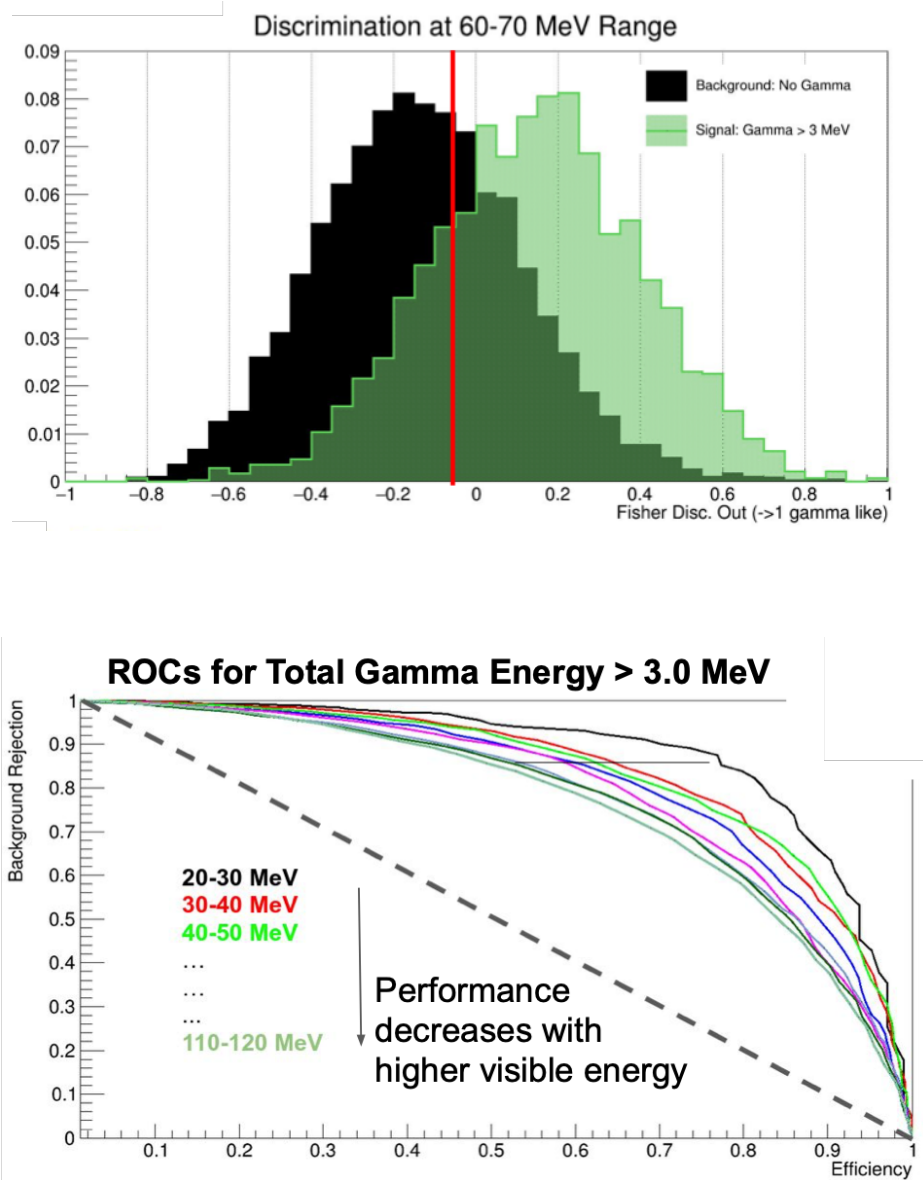 Discrimination at 60-70 MeV Range
0.09
0.08
0.07
0.06
0.05
0.04
0.03
0.02
0.01
0
Background: No Gamma
Signal: Gamma > 3 MeV
−1 −0.8 −0.6 −0.4 −0.2 0 0.2 0.4 0.6 0.8 1
Fisher Disc. Out (->1 gamma like)
ROCs for Total Gamma Energy > 3.0 MeV
Background Rejection
1
0.9
0.8
0.7
0.6
0.5
0.4
0.3
0.2
0.1
0
20-30 MeV
30-40 MeV
40-50 MeV
...
...
...
110-120 MeV
Performance
decreases with
higher visible energy
0.1 0.2 0.3 0.4 0.5 0.6 0.7 0.8 0.9 1
Efficiency